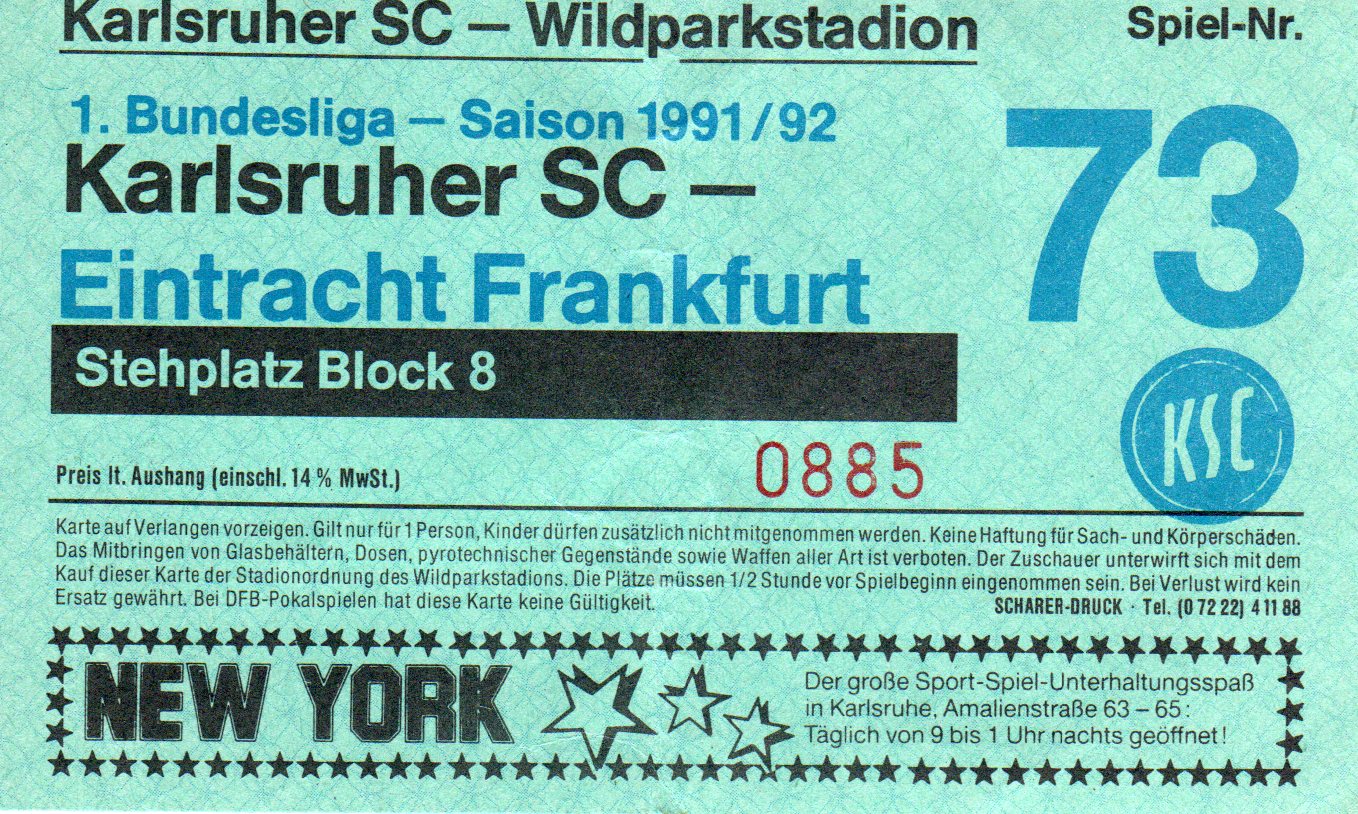 Karlsruher SC – Wildparkstadion
Spiel-Nr.
1. Bundesliga – Saison 1991/92
73
Karlsruher SC –
Eintracht Frankfurt
Stehplatz Block 8
KSC
0885
Preis lt. Aushang (einschl. 14 % MwSt.)
Karte auf Verlangen vorzeigen. Gilt nur für 1 Person, Kinder dürfen zusätzlich nicht mitgenommen werden. Keine Haftung für Sach- und Körperschäden.
Das Mitbringen von Glasbehältern, Dosen, pyrotechnischer Gegenstände sowie Waffen aller Art ist verboten. Der Zuschauer unterwirft sich mit dem
Kauf dieser Karte der Stadionordnung des Wildparkstadions. Die Plätze müssen 1/2 Stunde vor Spielbeginn eingenommen sein. Bei Verlust wird kein
Ersatz gewährt. Bei DFB-Pokalspielen hat diese Karte keine Gültigkeit.
SCHARER-DRUCK · Tel. (0 72 22) 4 11 88
NEW YORK
Der große Sport-Spiel-Unterhaltungsspaß
in Karlsruhe, Amalienstraße 63 – 65:
Täglich von 9 bis 1 Uhr nachts geöffnet!